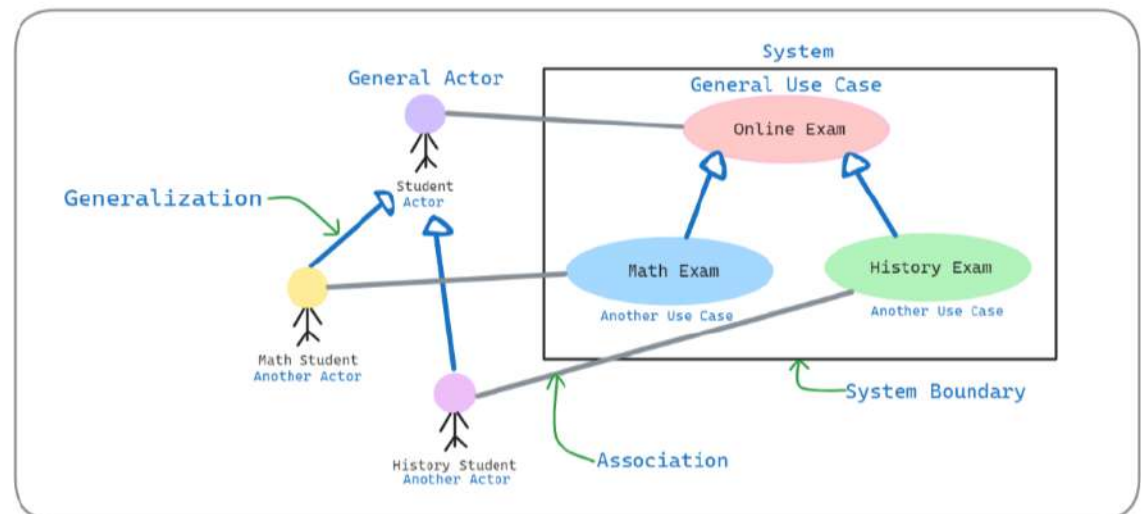 System
General Actor
General Use Case
Online Exam
Student
Actor
Generalization
Math Exam
History Exam
Another Use Case
Another Use Case
Math Student
Another Actor
System Boundary
History Student
Another Actor
Association